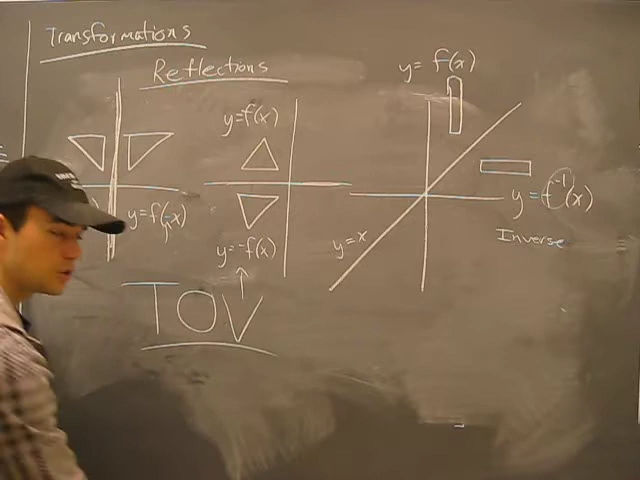 Transformations
Reflections
y = f(x)
y=f(x)
y=f(-x)
y = f⁻¹(x)
Inverse
y=x
y=-f(x)
TOV